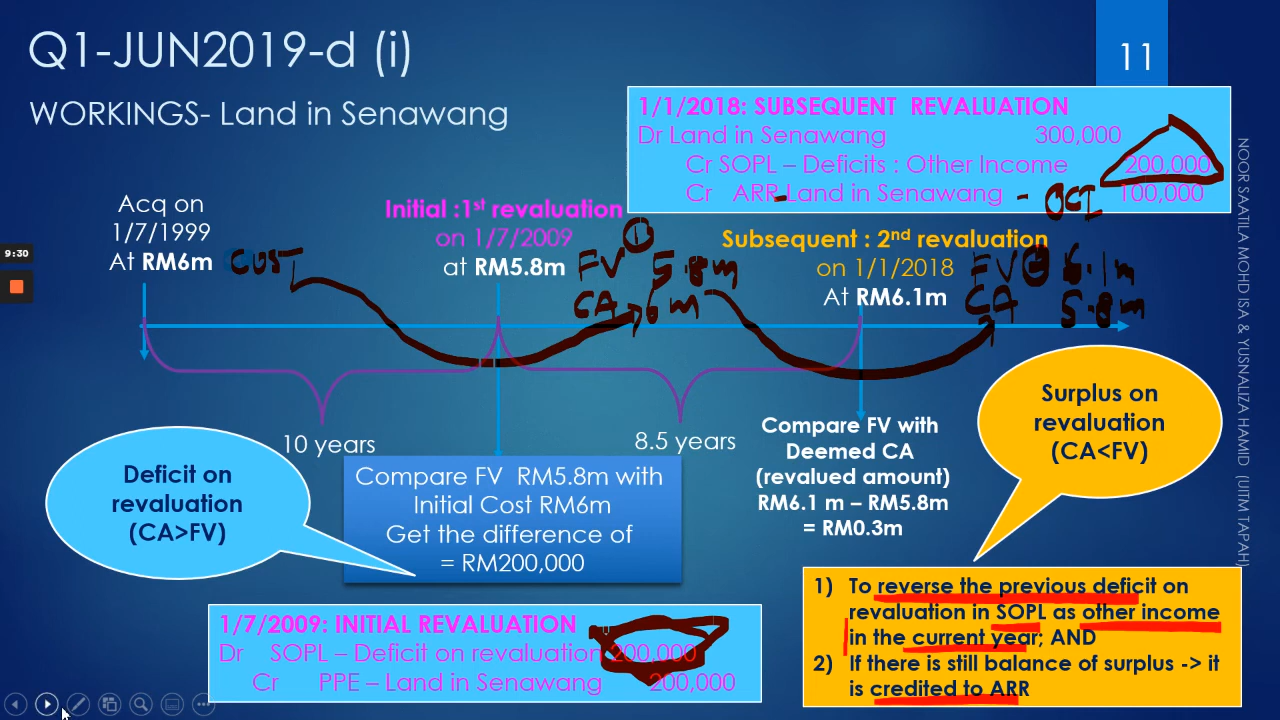 Q1-JUN2019-d (i)
11
WORKINGS- Land in Senawang
1/1/2018: SUBSEQUENT REVALUATION
Dr Land in Senawang 300,000
Cr SOPL – Deficits : Other Income 200,000
Cr ARR-Land in Senawang 100,000
- OCI
Acq on
1/7/1999
At RM6m
COST
Initial :1st revaluation
on 1/7/2009
at RM5.8m
FV ① 5.8m
CA 6m
Subsequent : 2nd revaluation
on 1/1/2018
At RM6.1m
FV ② 6.1m
CA 5.8m
9:30
10 years
8.5 years
Deficit on
revaluation
(CA>FV)
Compare FV RM5.8m with
Initial Cost RM6m
Get the difference of
= RM200,000
Compare FV with
Deemed CA
(revalued amount)
RM6.1 m – RM5.8m
= RM0.3m
Surplus on
revaluation
(CA<FV)
1/7/2009: INITIAL REVALUATION
Dr SOPL – Deficit on revaluation 200,000
Cr PPE – Land in Senawang 200,000
1) To reverse the previous deficit on
revaluation in SOPL as other income
in the current year; AND
2) If there is still balance of surplus -> it
is credited to ARR
NOOR SAATILA MOHD ISA & YUSNALIZA HAMID (UITM TAPAH)